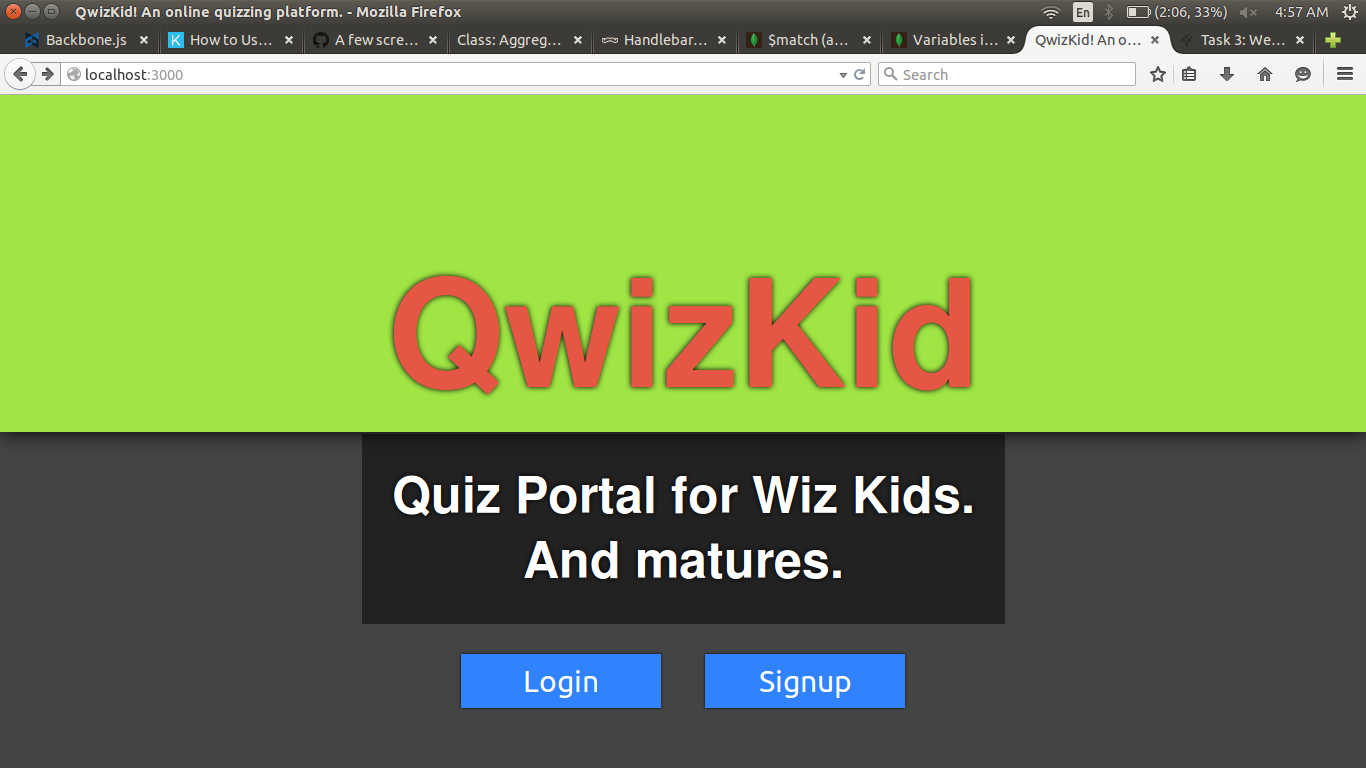 QwizKid! An online quizzing platform. - Mozilla Firefox
En
(2:06, 33%)
4:57 AM
Backbone.js
K
How to Us...
A few scre...
Class: Aggreg...
Handlebar...
$match (a...
Variables i...
QwizKid! An o...
Task 3: We...
localhost:3000
Search
QwizKid
Quiz Portal for Wiz Kids.
And matures.
Login
Signup